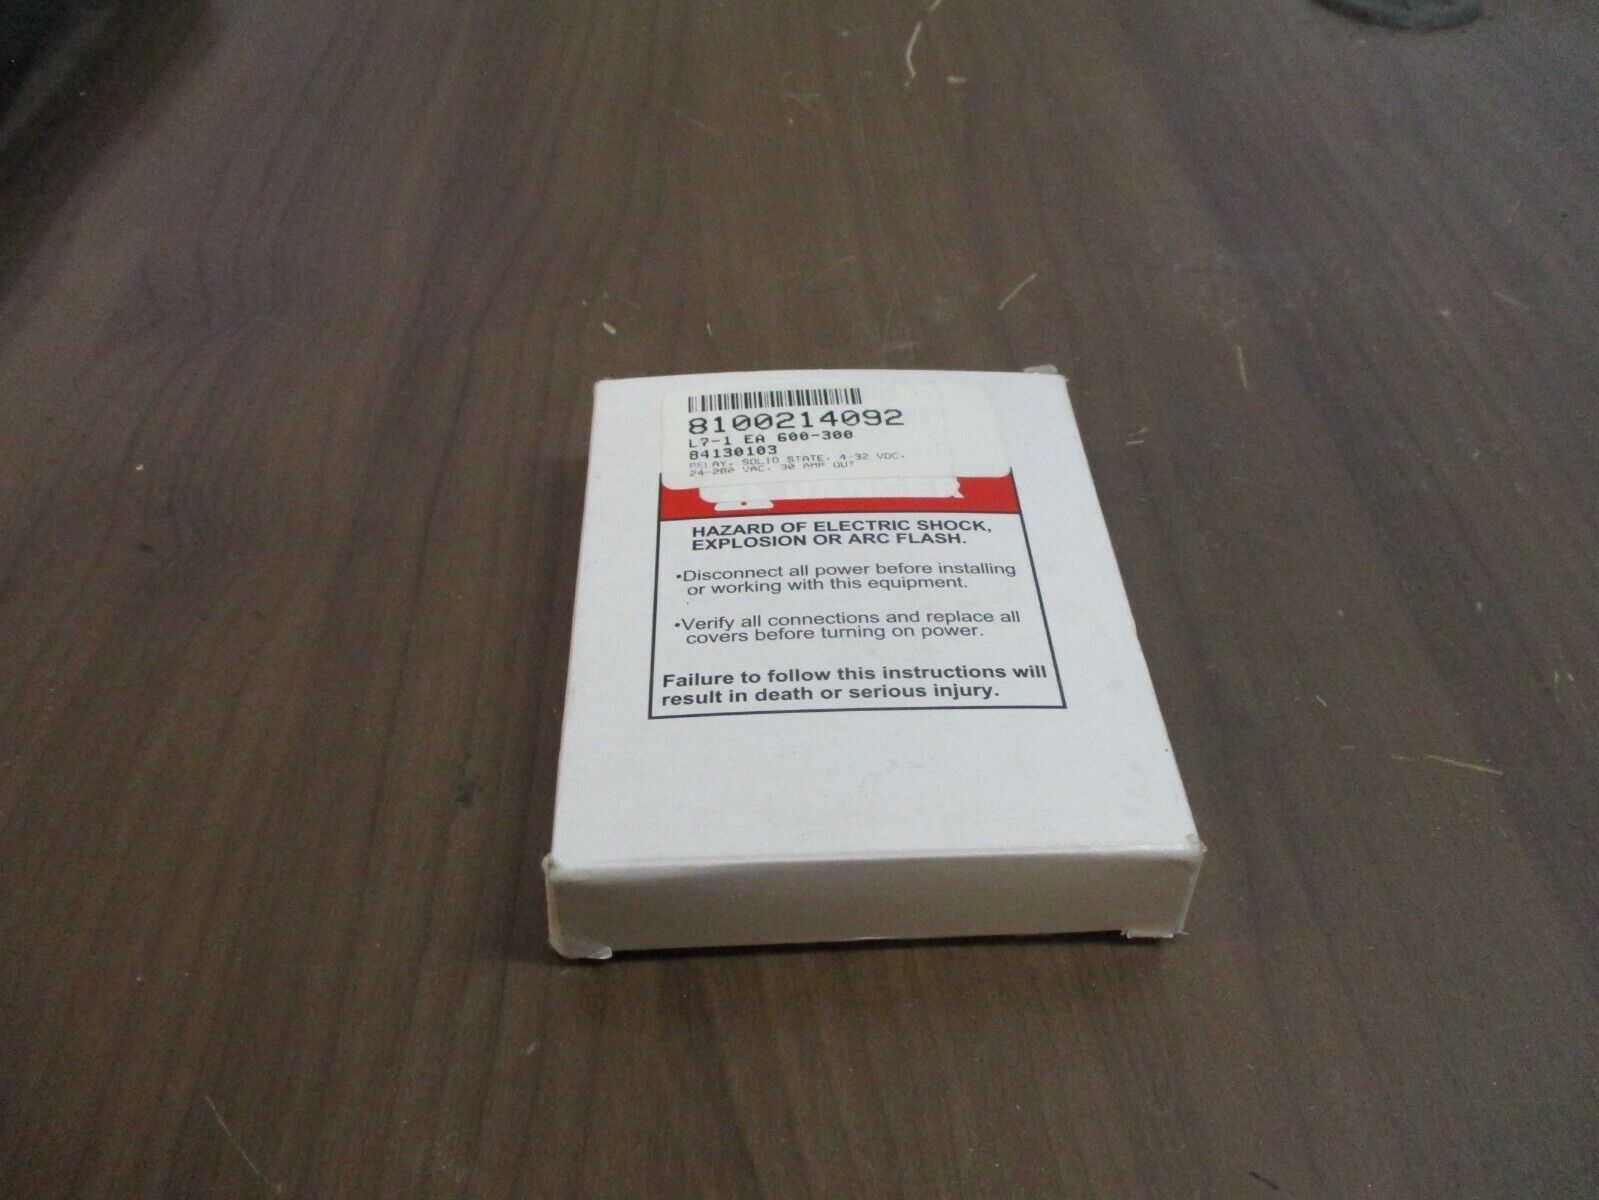 8100214092
L7-1 EA 600-300
84130103
RELAY, SOLID STATE, 4-32 VDC,
24-280 VAC, 30 AMP OUT
HAZARD OF ELECTRIC SHOCK,
EXPLOSION OR ARC FLASH.
•Disconnect all power before installing
or working with this equipment.
•Verify all connections and replace all
covers before turning on power.
Failure to follow this instructions will
result in death or serious injury.